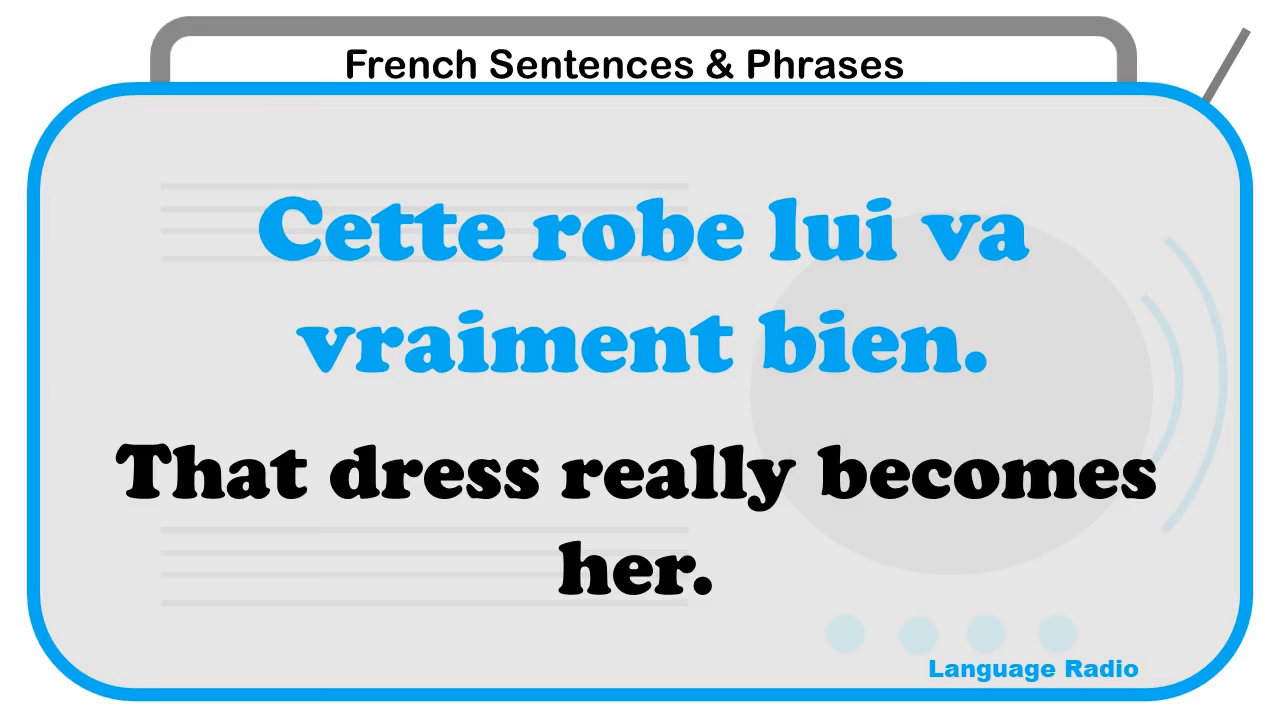 French Sentences & Phrases
Cette robe lui va
vraiment bien.
That dress really becomes
her.
Language Radio